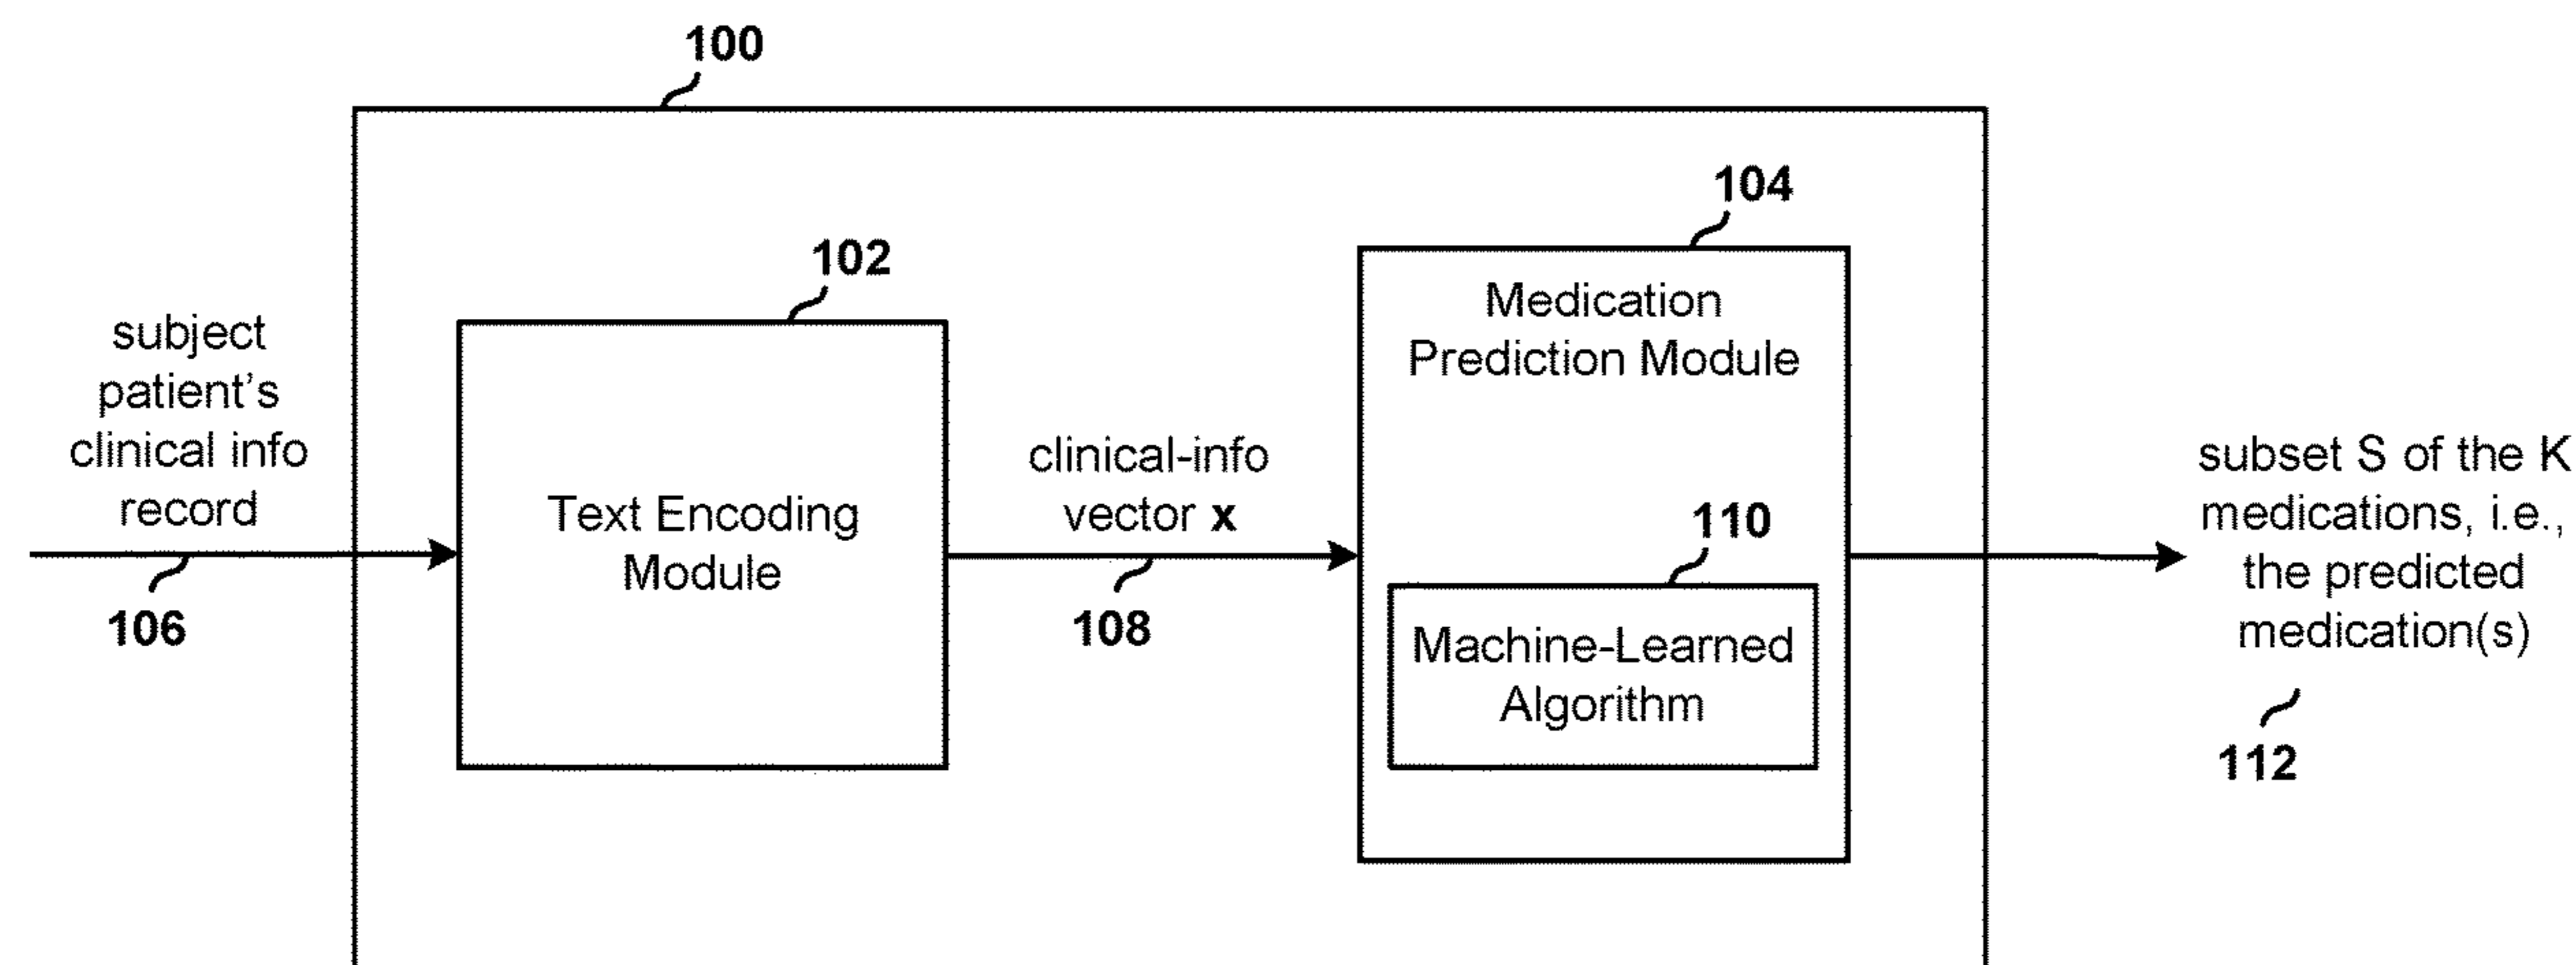 100
104
102
subject
patient's
clinical info
record
106
Text Encoding
Module
clinical-info
vector x
108
Medication
Prediction Module
110
Machine-Learned
Algorithm
subset S of the K
medications, i.e.,
the predicted
medication(s)
112